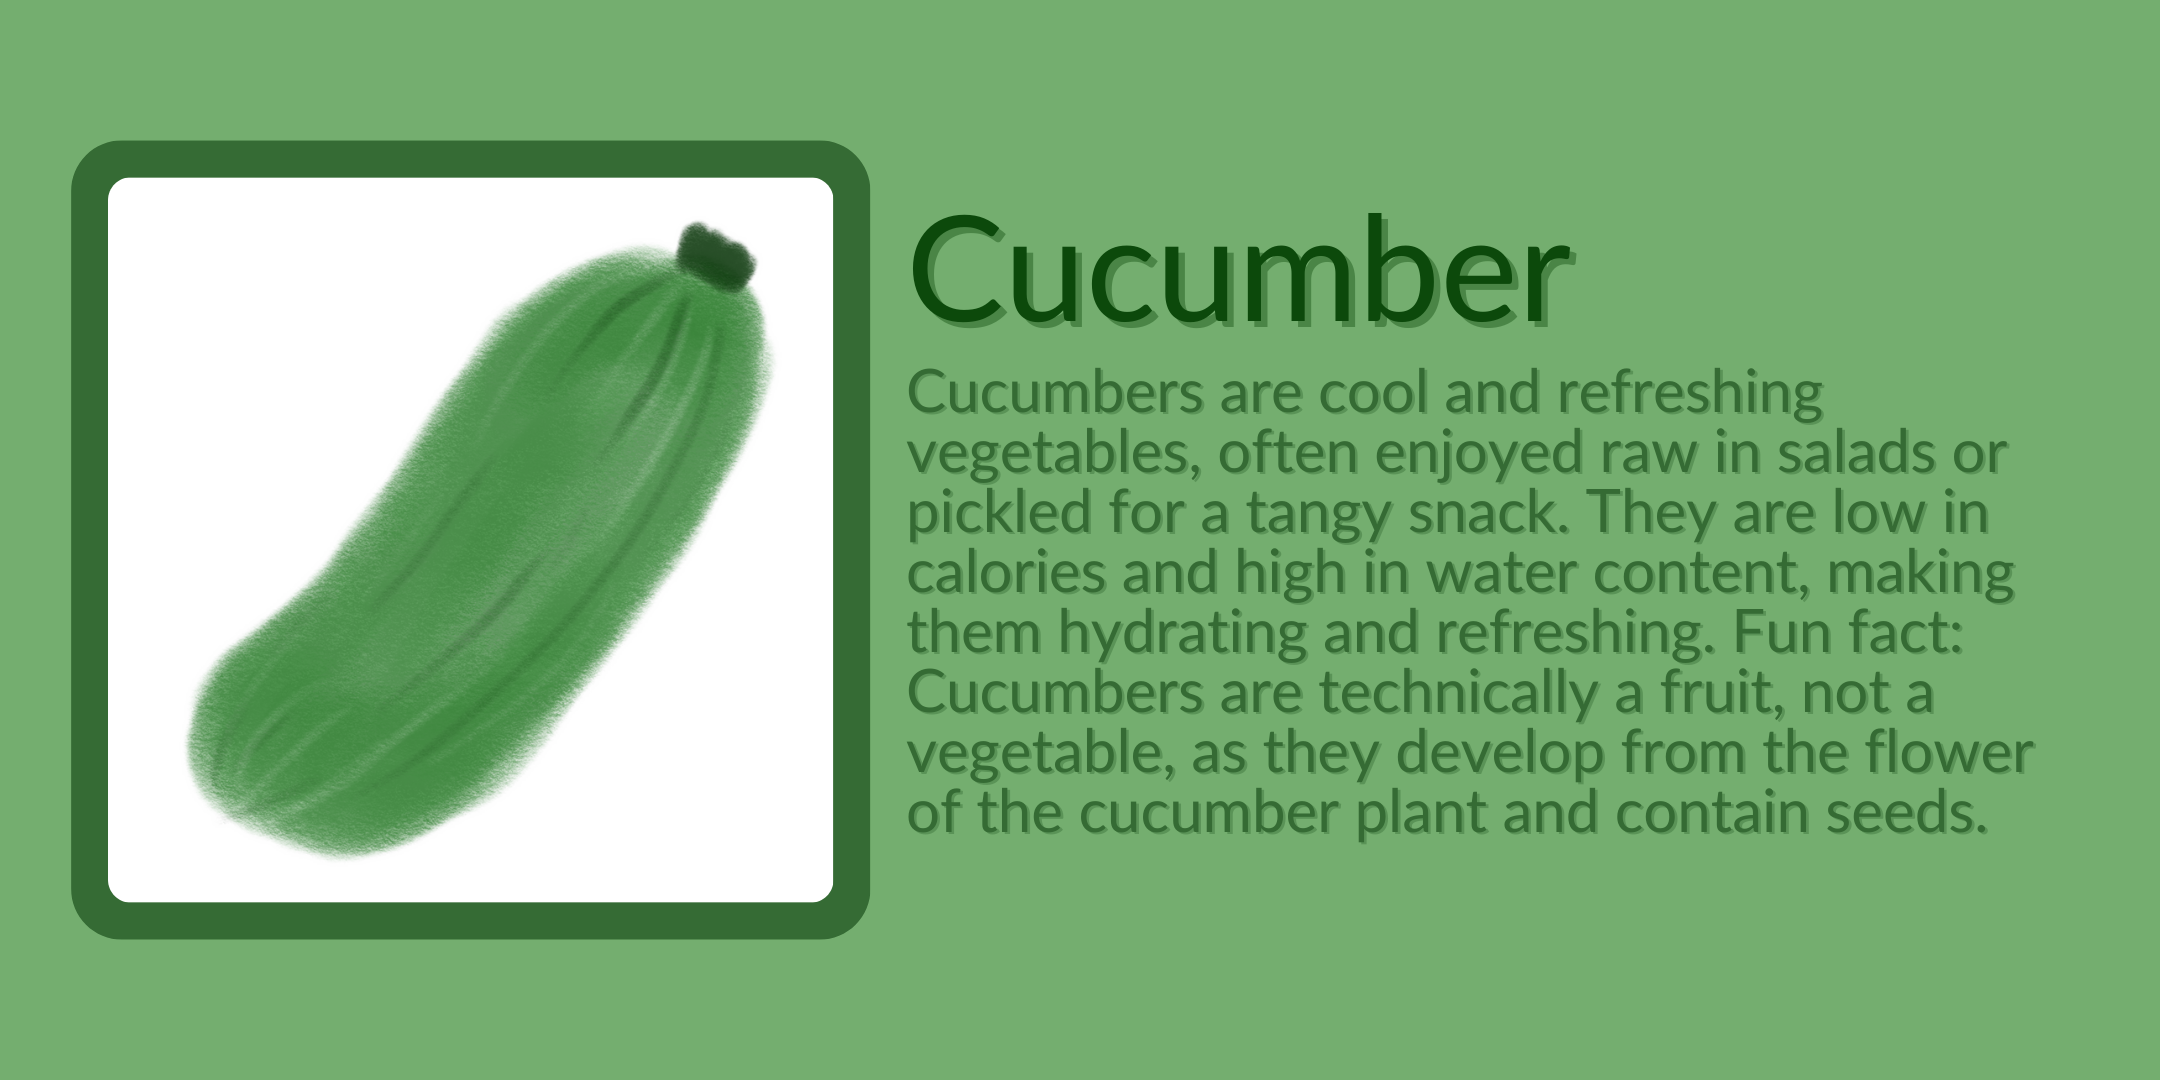 Cucumber
Cucumbers are cool and refreshing
vegetables, often enjoyed raw in salads or
pickled for a tangy snack. They are low in
calories and high in water content, making
them hydrating and refreshing. Fun fact:
Cucumbers are technically a fruit, not a
vegetable, as they develop from the flower
of the cucumber plant and contain seeds.